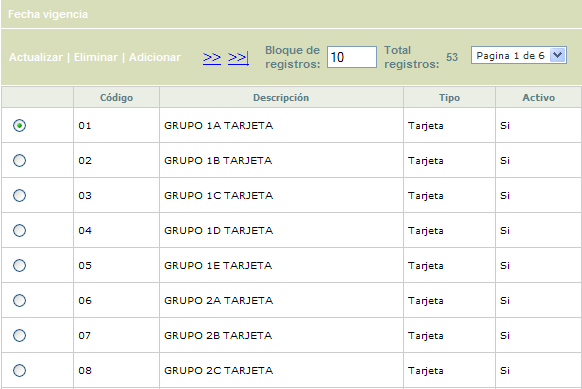 Fecha vigencia
Actualizar | Eliminar | Adicionar >> >>| Bloque de registros: 10 Total registros: 53 Pagina 1 de 6
Código Descripción Tipo Activo
01 GRUPO 1A TARJETA Tarjeta Si
02 GRUPO 1B TARJETA Tarjeta Si
03 GRUPO 1C TARJETA Tarjeta Si
04 GRUPO 1D TARJETA Tarjeta Si
05 GRUPO 1E TARJETA Tarjeta Si
06 GRUPO 2A TARJETA Tarjeta Si
07 GRUPO 2B TARJETA Tarjeta Si
08 GRUPO 2C TARJETA Tarjeta Si